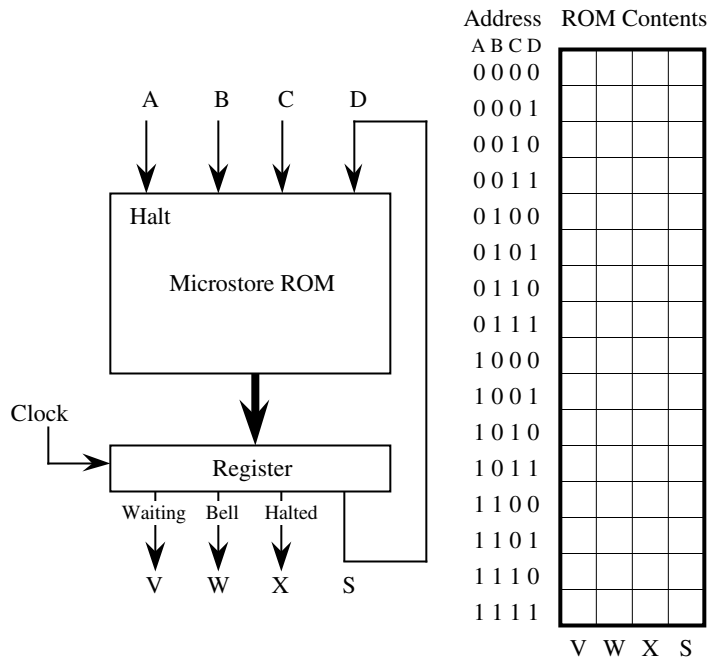 Address ROM Contents
A B C D
0 0 0 0
0 0 0 1
0 0 1 0
0 0 1 1
0 1 0 0
0 1 0 1
0 1 1 0
0 1 1 1
1 0 0 0
1 0 0 1
1 0 1 0
1 0 1 1
1 1 0 0
1 1 0 1
1 1 1 0
1 1 1 1
V W X S
A B C D
Halt
Microstore ROM
Clock
Register
Waiting Bell Halted
V W X S